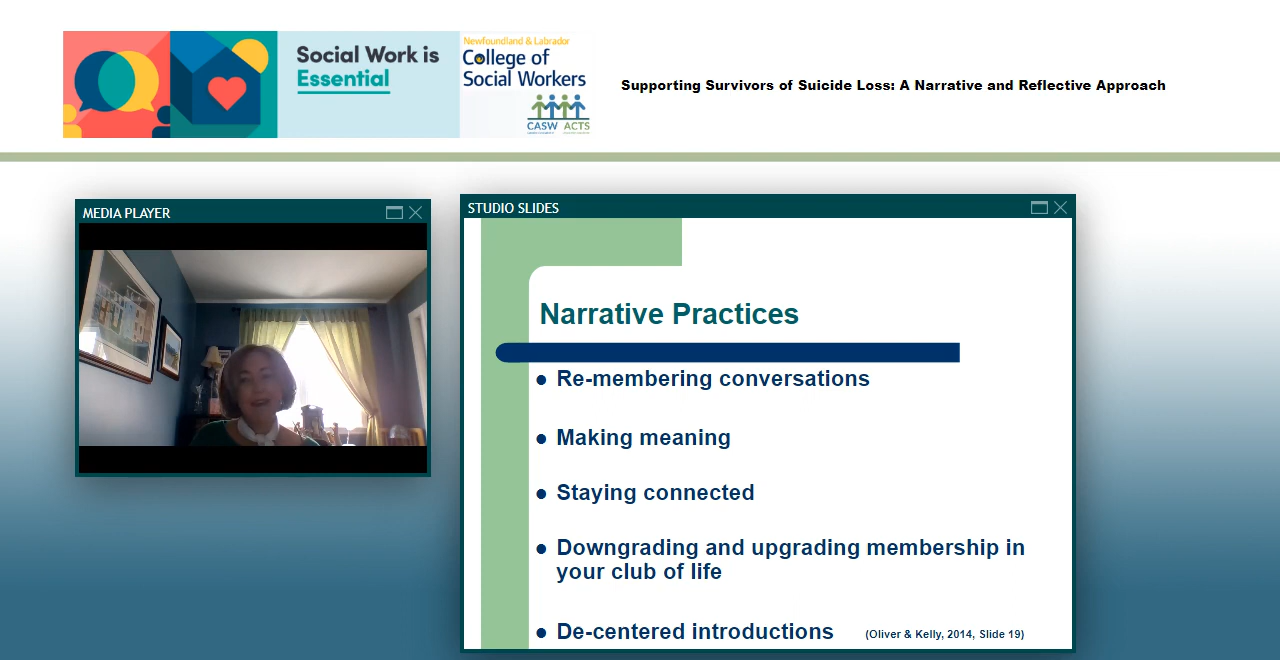 Social Work is
Essential
Newfoundland & Labrador
College of
Social Workers
CASW ACTS
Supporting Survivors of Suicide Loss: A Narrative and Reflective Approach
MEDIA PLAYER
STUDIO SLIDES
Narrative Practices
• Re-membering conversations
• Making meaning
• Staying connected
• Downgrading and upgrading membership in
your club of life
• De-centered introductions (Oliver & Kelly, 2014, Slide 19)